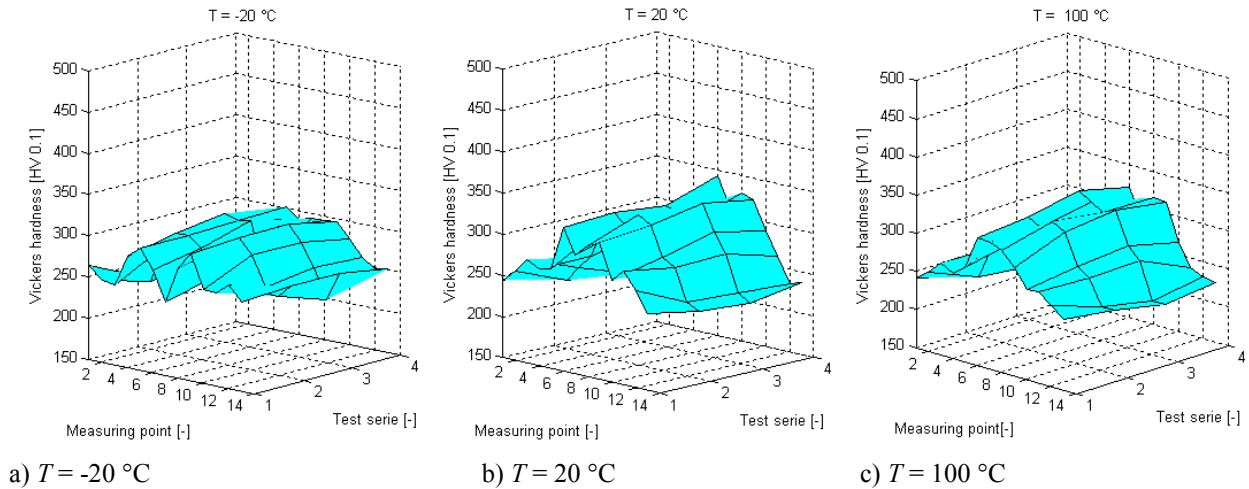 T = -20 °C
500
450
400
350
300
250
200
150
Vickers hardness [HV 0.1]
2 4 6 8 10 12 14
1 2 3 4
Measuring point [-]
Test serie [-]
T = 20 °C
500
450
400
350
300
250
200
150
Vickers hardness [HV 0.1]
2 4 6 8 10 12 14
1 2 3 4
Measuring point [-]
Test serie [-]
T = 100 °C
500
450
400
350
300
250
200
150
Vickers hardness [HV 0.1]
2 4 6 8 10 12 14
1 2 3 4
Measuring point[-]
Test serie [-]
a) T = -20 °C
b) T = 20 °C
c) T = 100 °C